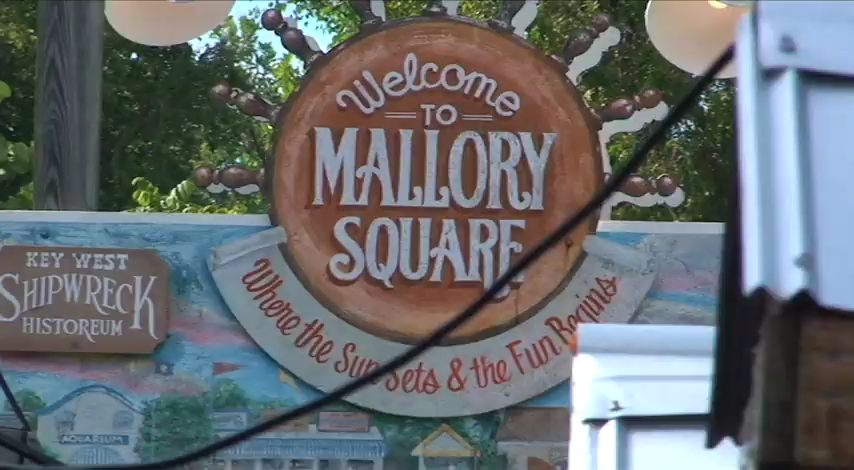 Welcome
TO
MALLORY
SQUARE
Where the Sun Sets & the Fun Begins
KEY WEST
SHIPWRECK
HISTOREUM
AQUARIUM